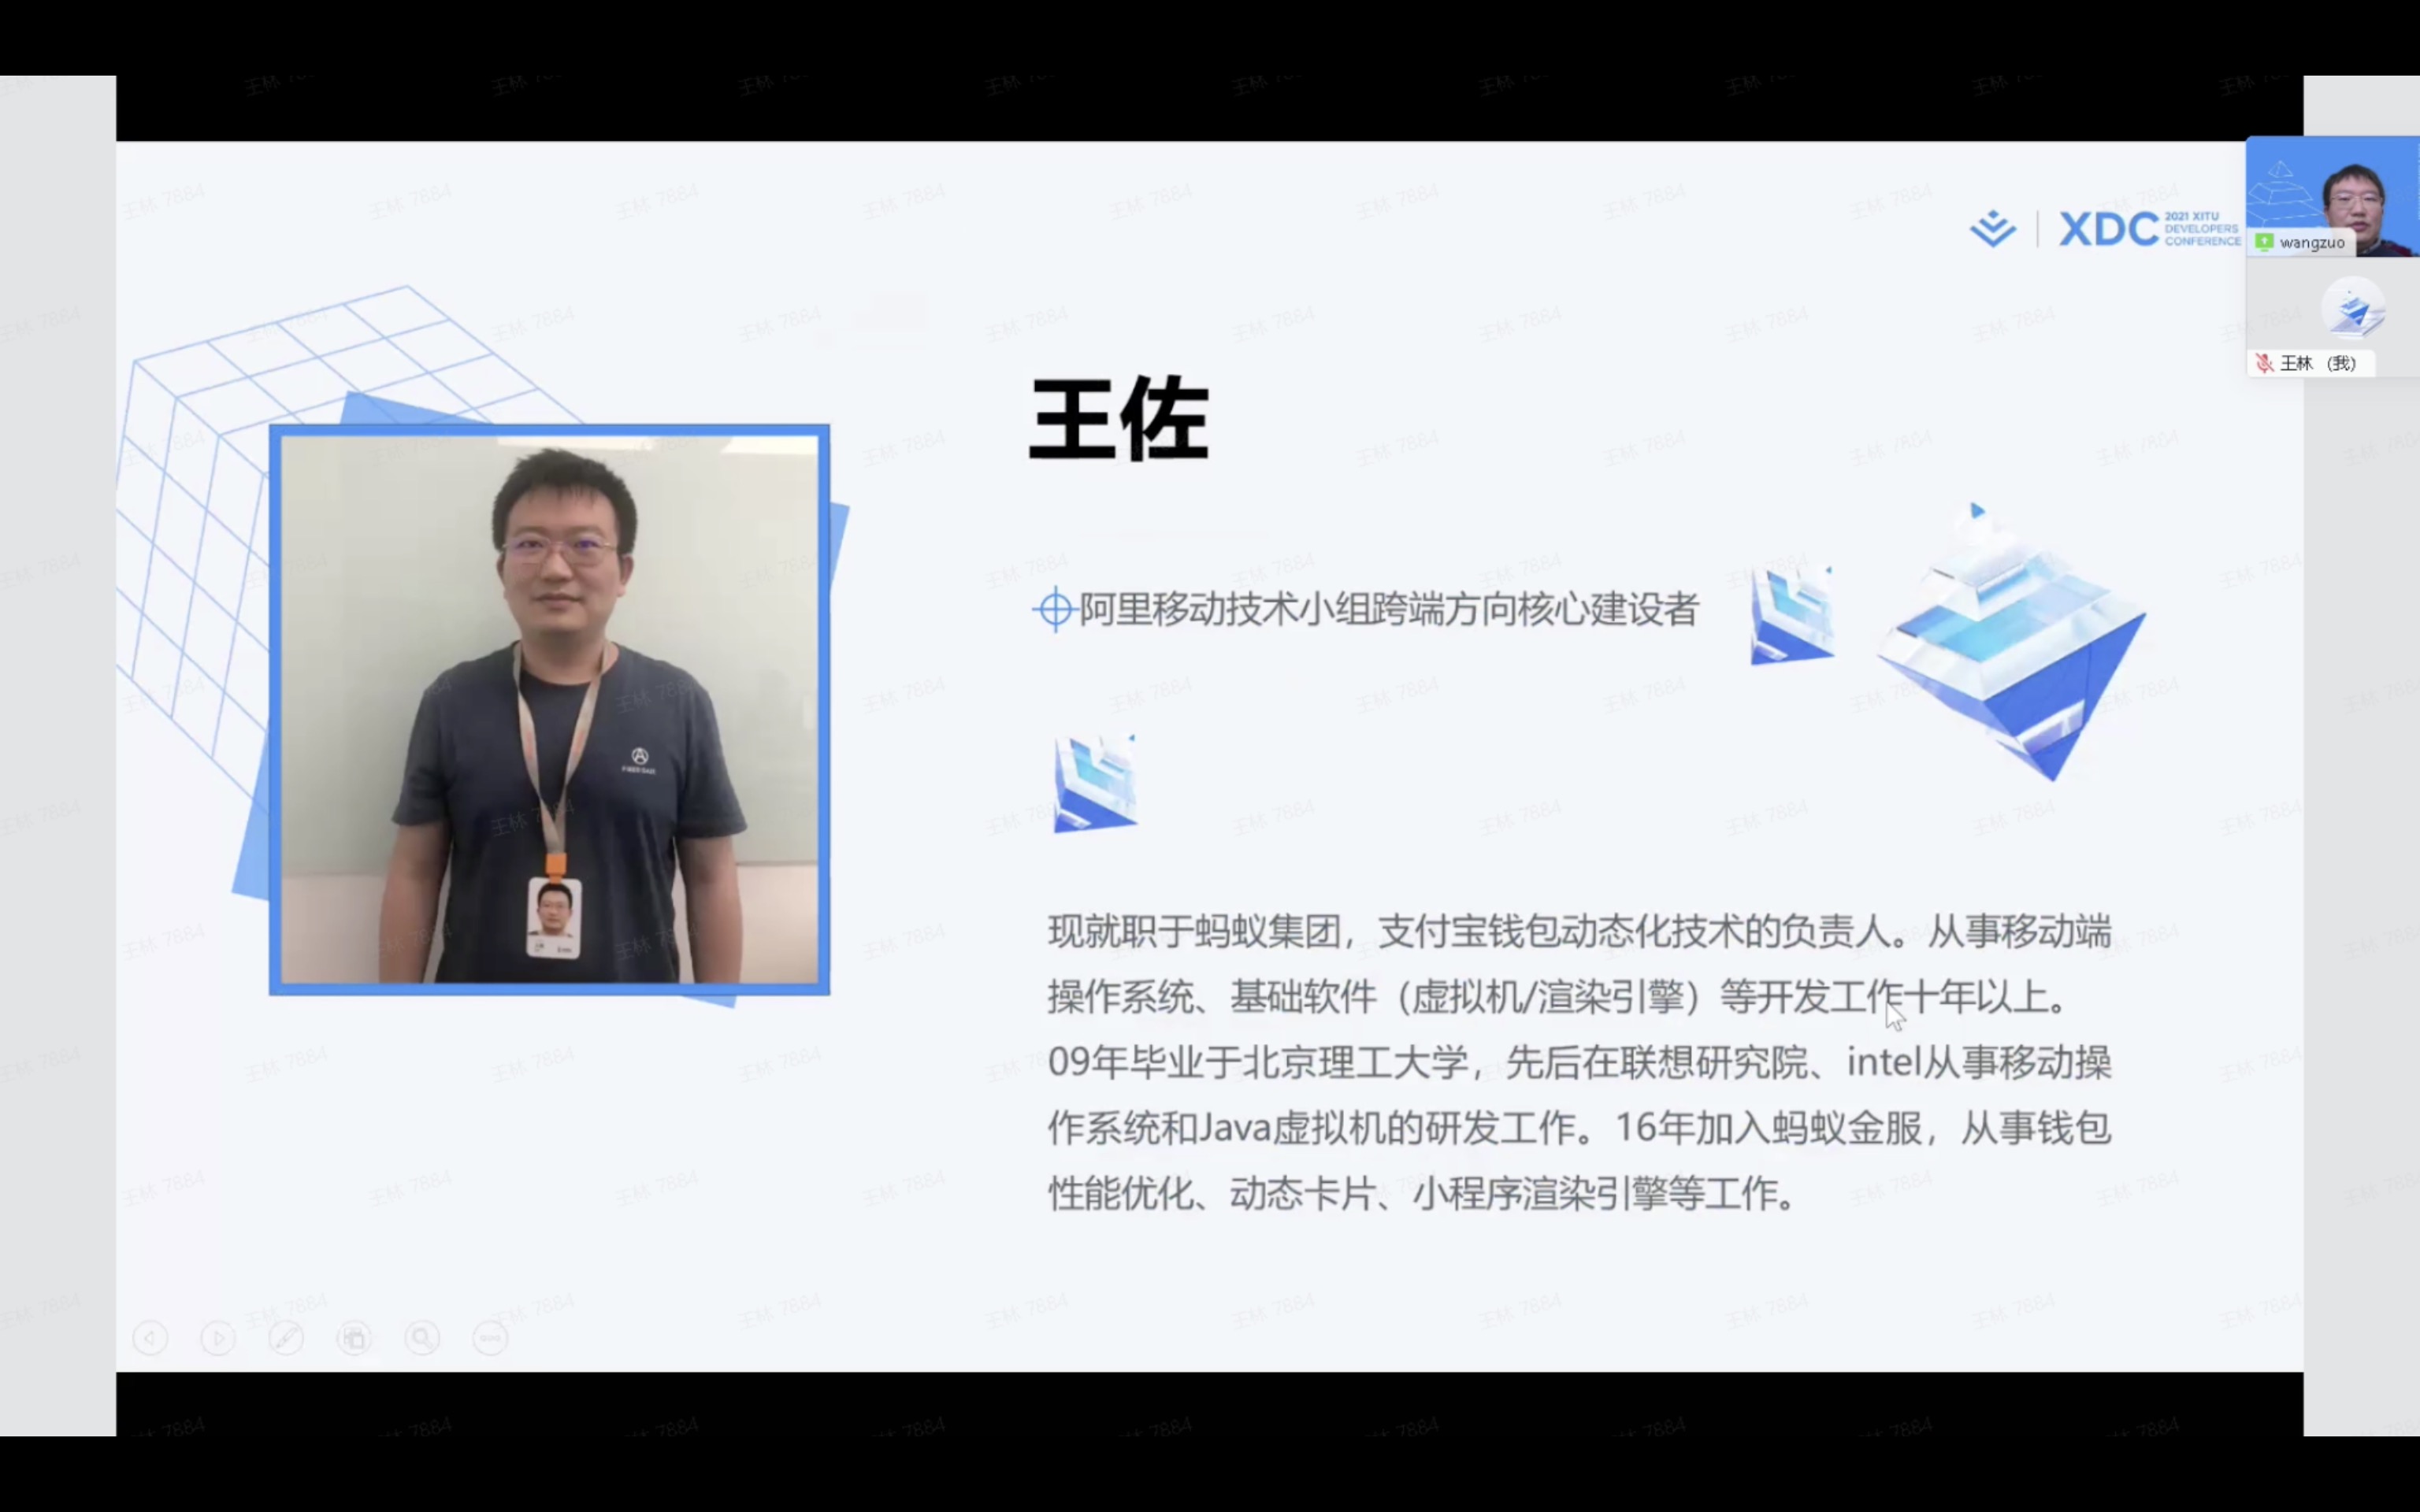 XDC
2021 XITU
DEVELOPERS
CONFERENCE
wangzuo
王林 （我）
王佐
阿里移动技术小组跨端方向核心建设者
现就职于蚂蚁集团，支付宝钱包动态化技术的负责人。从事移动端
操作系统、基础软件（虚拟机/渲染引擎）等开发工作十年以上。
09年毕业于北京理工大学，先后在联想研究院、intel从事移动操
作系统和Java虚拟机的研发工作。16年加入蚂蚁金服，从事钱包
性能优化、动态卡片、小程序渲染引擎等工作。
王林 7884